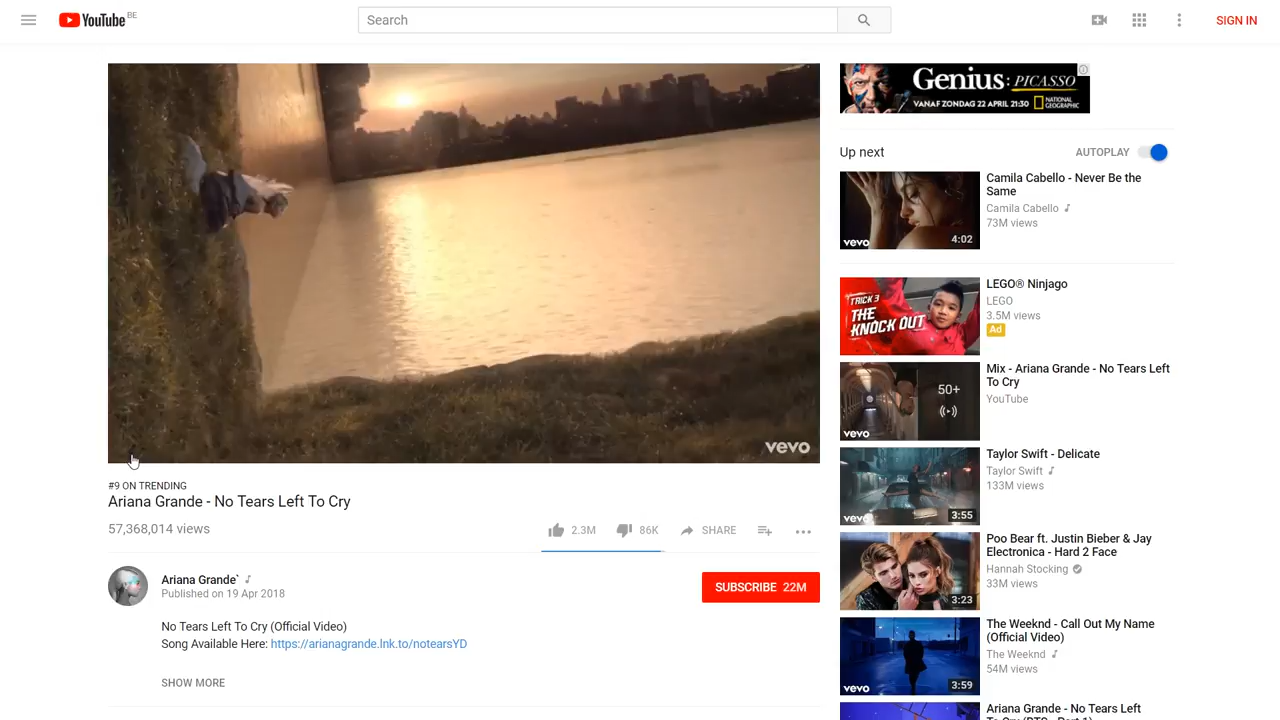 YouTube BE
Search
SIGN IN
Genius: PICASSO
VANAF ZONDAG 22 APRIL 21:30 NATIONAL GEOGRAPHIC
vevo
#9 ON TRENDING
Ariana Grande - No Tears Left To Cry
57,368,014 views
2.3M
86K
SHARE
Ariana Grande`
Published on 19 Apr 2018
SUBSCRIBE 22M
No Tears Left To Cry (Official Video)
Song Available Here: https://arianagrande.lnk.to/notearsYD
SHOW MORE
Up next
AUTOPLAY
vevo
4:02
Camila Cabello - Never Be the
Same
Camila Cabello
73M views
TRICK 3
THE
KNOCK OUT
LEGO® Ninjago
LEGO
3.5M views
Ad
50+
vevo
Mix - Ariana Grande - No Tears Left
To Cry
YouTube
vevo
3:55
Taylor Swift - Delicate
Taylor Swift
133M views
3:23
Poo Bear ft. Justin Bieber & Jay
Electronica - Hard 2 Face
Hannah Stocking
33M views
vevo
3:59
The Weeknd - Call Out My Name
(Official Video)
The Weeknd
54M views
Ariana Grande - No Tears Left
To Cry (BTS - Part 1)